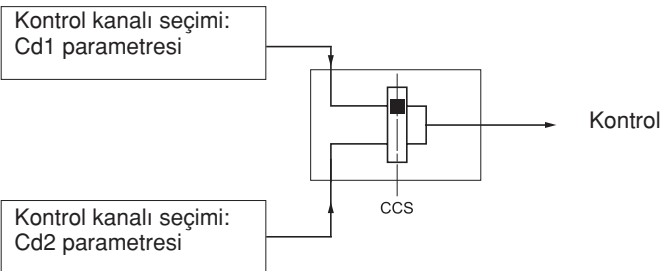 Kontrol kanalı seçimi:
Cd1 parametresi
Kontrol
CCS
Kontrol kanalı seçimi:
Cd2 parametresi